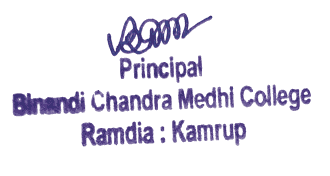 Principal
Binandi Chandra Medhi College
Ramdia : Kamrup